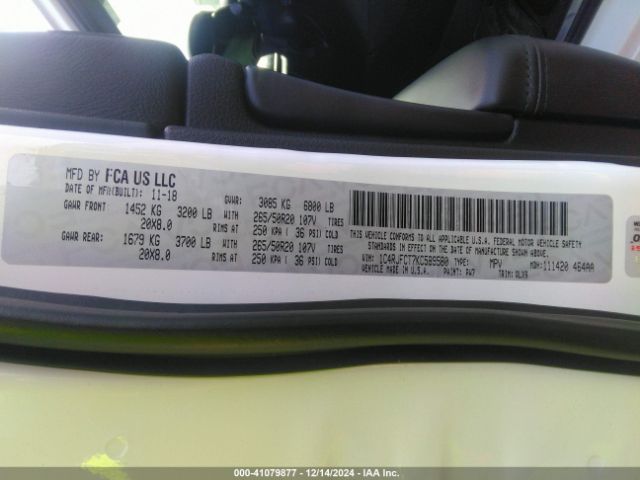 MFD BY FCA US LLC
DATE OF MFR(BUILT): 11-18 GVWR: 3085 KG 6800 LB
GAWR FRONT 1452 KG 3200 LB WITH 265/50R20 107V TIRES
20X8.0 RIMS AT 250 KPA ( 36 PSI) COLD
GAWR REAR: 1679 KG 3700 LB WITH 265/50R20 107V TIRES
20X8.0 RIMS AT 250 KPA ( 36 PSI) COLD
THIS VEHICLE CONFORMS TO ALL APPLICABLE U.S.A. FEDERAL MOTOR VEHICLE SAFETY
STANDARDS IN EFFECT ON THE DATE OF MANUFACTURE SHOWN ABOVE.
VIN: 1C4RJFCT7KC589580 TYPE: MPV MDH: 111420 464AA
VEHICLE MADE IN U.S.A. PAINT: PW7 TRIM:
000-41079877 - 12/14/2024 - IAA Inc.